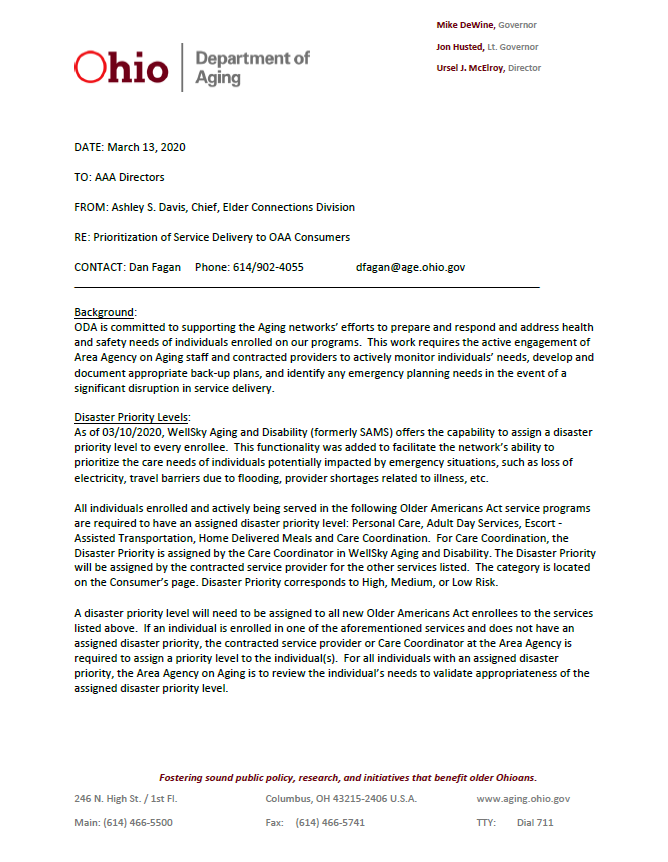 Mike DeWine, Governor
Jon Husted, Lt. Governor
Ursel J. McElroy, Director
Ohio
Department of
Aging
DATE: March 13, 2020
TO: AAA Directors
FROM: Ashley S. Davis, Chief, Elder Connections Division
RE: Prioritization of Service Delivery to OAA Consumers
CONTACT: Dan Fagan Phone: 614/902-4055 dfagan@age.ohio.gov
Background:
ODA is committed to supporting the Aging networks’ efforts to prepare and respond and address health
and safety needs of individuals enrolled on our programs. This work requires the active engagement of
Area Agency on Aging staff and contracted providers to actively monitor individuals’ needs, develop and
document appropriate back-up plans, and identify any emergency planning needs in the event of a
significant disruption in service delivery.
Disaster Priority Levels:
As of 03/10/2020, WellSky Aging and Disability (formerly SAMS) offers the capability to assign a disaster
priority level to every enrollee. This functionality was added to facilitate the network’s ability to
prioritize the care needs of individuals potentially impacted by emergency situations, such as loss of
electricity, travel barriers due to flooding, provider shortages related to illness, etc.
All individuals enrolled and actively being served in the following Older Americans Act service programs
are required to have an assigned disaster priority level: Personal Care, Adult Day Services, Escort -
Assisted Transportation, Home Delivered Meals and Care Coordination. For Care Coordination, the
Disaster Priority is assigned by the Care Coordinator in WellSky Aging and Disability. The Disaster Priority
will be assigned by the contracted service provider for the other services listed. The category is located
on the Consumer’s page. Disaster Priority corresponds to High, Medium, or Low Risk.
A disaster priority level will need to be assigned to all new Older Americans Act enrollees to the services
listed above. If an individual is enrolled in one of the aforementioned services and does not have an
assigned disaster priority, the contracted service provider or Care Coordinator at the Area Agency is
required to assign a priority level to the individual(s). For all individuals with an assigned disaster
priority, the Area Agency on Aging is to review the individual’s needs to validate appropriateness of the
assigned disaster priority level.
Fostering sound public policy, research, and initiatives that benefit older Ohioans.
246 N. High St. / 1st Fl. Columbus, OH 43215-2406 U.S.A. www.aging.ohio.gov
Main: (614) 466-5500 Fax: (614) 466-5741 TTY: Dial 711